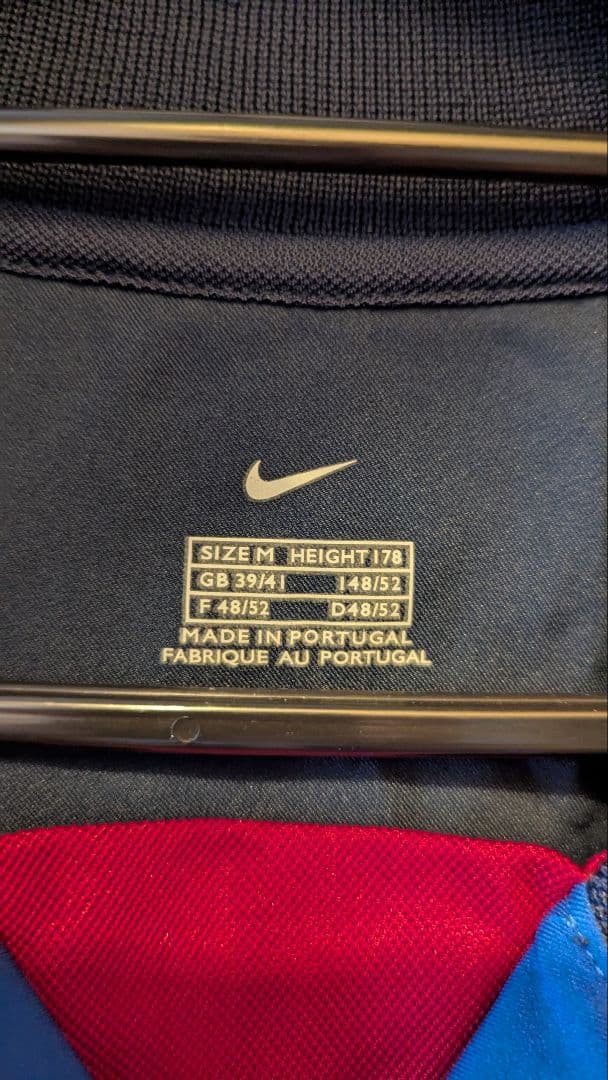 SIZE M HEIGHT 178
GB 39/41 I48/52
F 48/52 D48/52
MADE IN PORTUGAL
FABRIQUE AU PORTUGAL